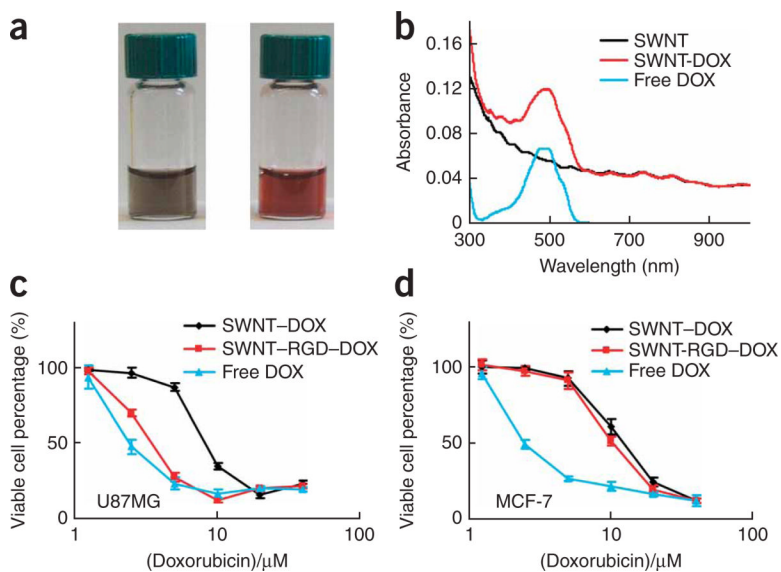 a
b
Absorbance
0.16
0.12
0.08
0.04
0
300
500
700
900
Wavelength (nm)
SWNT
SWNT-DOX
Free DOX
c
Viable cell percentage (%)
100
50
0
1
10
100
(Doxorubicin)/μM
SWNT–DOX
SWNT–RGD–DOX
Free DOX
U87MG
d
Viable cell percentage (%)
100
50
0
1
10
100
(Doxorubicin)/μM
SWNT–DOX
SWNT-RGD–DOX
Free DOX
MCF-7